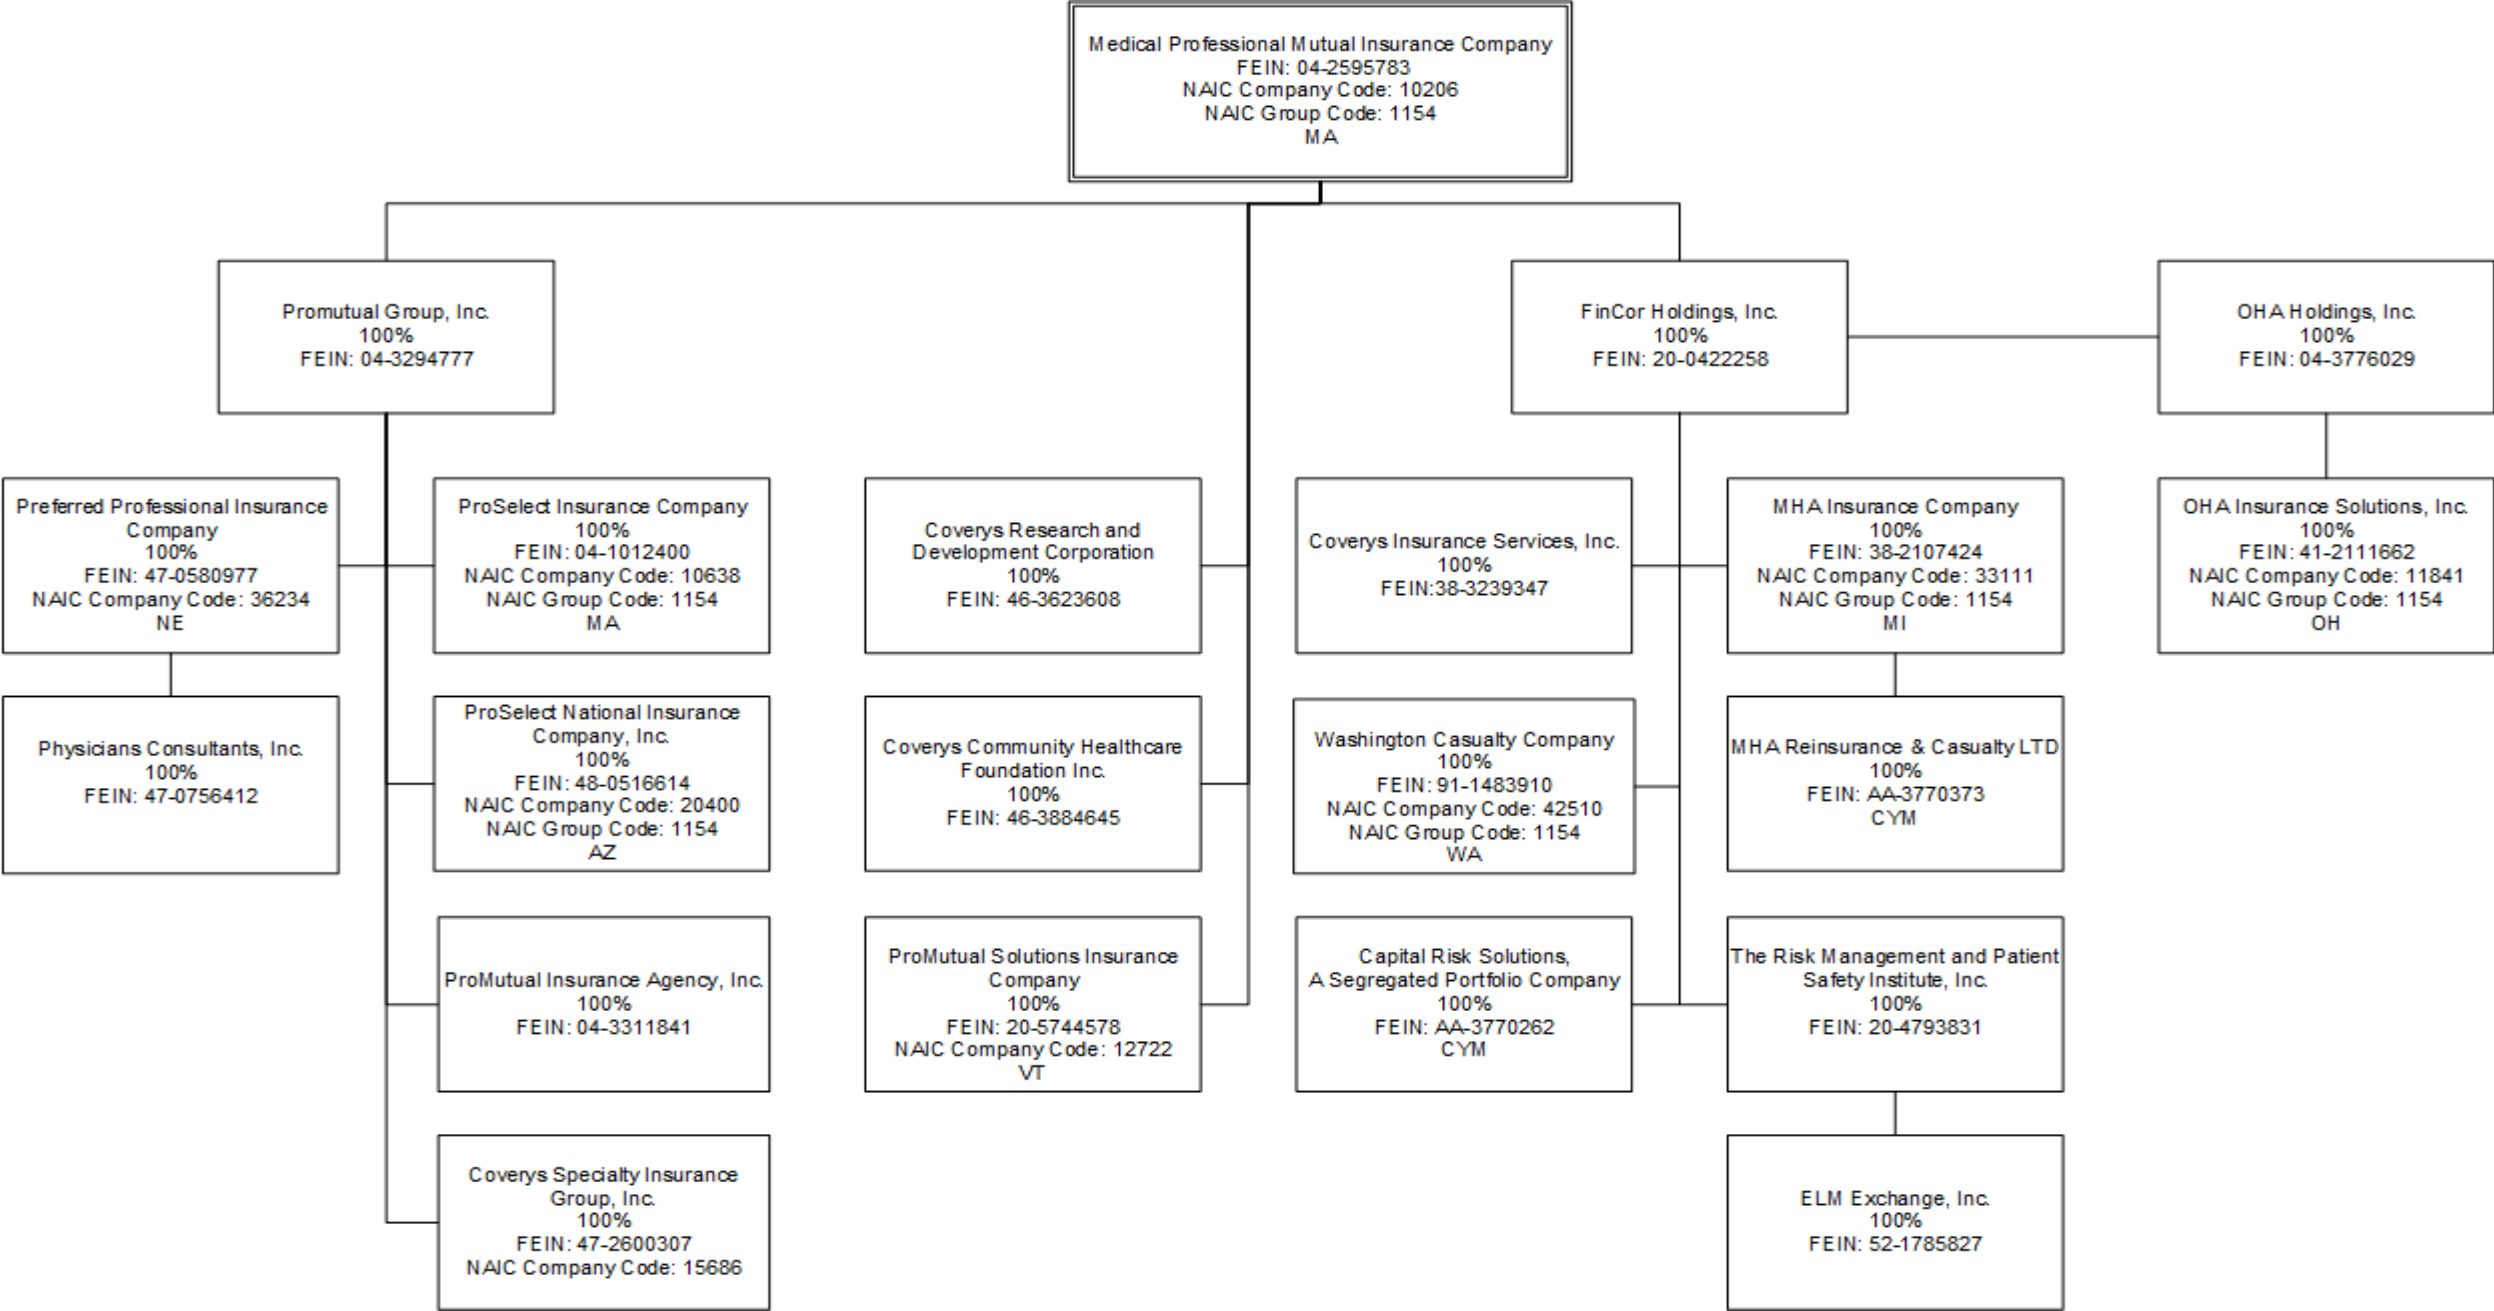 Medical Professional Mutual Insurance Company
FEIN: 04-2595783
NAIC Company Code: 10206
NAIC Group Code: 1154
MA
Promutual Group, Inc.
100%
FEIN: 04-3294777
FinCor Holdings, Inc.
100%
FEIN: 20-0422258
OHA Holdings, Inc.
100%
FEIN: 04-3776029
Preferred Professional Insurance
Company
100%
FEIN: 47-0580977
NAIC Company Code: 36234
NE
ProSelect Insurance Company
100%
FEIN: 04-1012400
NAIC Company Code: 10638
NAIC Group Code: 1154
MA
Coverys Research and
Development Corporation
100%
FEIN: 46-3623608
Coverys Insurance Services, Inc.
100%
FEIN:38-3239347
MHA Insurance Company
100%
FEIN: 38-2107424
NAIC Company Code: 33111
NAIC Group Code: 1154
MI
OHA Insurance Solutions, Inc.
100%
FEIN: 41-2111662
NAIC Company Code: 11841
NAIC Group Code: 1154
OH
Physicians Consultants, Inc.
100%
FEIN: 47-0756412
ProSelect National Insurance
Company, Inc.
100%
FEIN: 48-0516614
NAIC Company Code: 20400
NAIC Group Code: 1154
AZ
Coverys Community Healthcare
Foundation Inc.
100%
FEIN: 46-3884645
Washington Casualty Company
100%
FEIN: 91-1483910
NAIC Company Code: 42510
NAIC Group Code: 1154
WA
MHA Reinsurance & Casualty LTD
100%
FEIN: AA-3770373
CYM
ProMutual Insurance Agency, Inc.
100%
FEIN: 04-3311841
ProMutual Solutions Insurance
Company
100%
FEIN: 20-5744578
NAIC Company Code: 12722
VT
Capital Risk Solutions,
A Segregated Portfolio Company
100%
FEIN: AA-3770262
CYM
The Risk Management and Patient
Safety Institute, Inc.
100%
FEIN: 20-4793831
Coverys Specialty Insurance
Group, Inc.
100%
FEIN: 47-2600307
NAIC Company Code: 15686
ELM Exchange, Inc.
100%
FEIN: 52-1785827